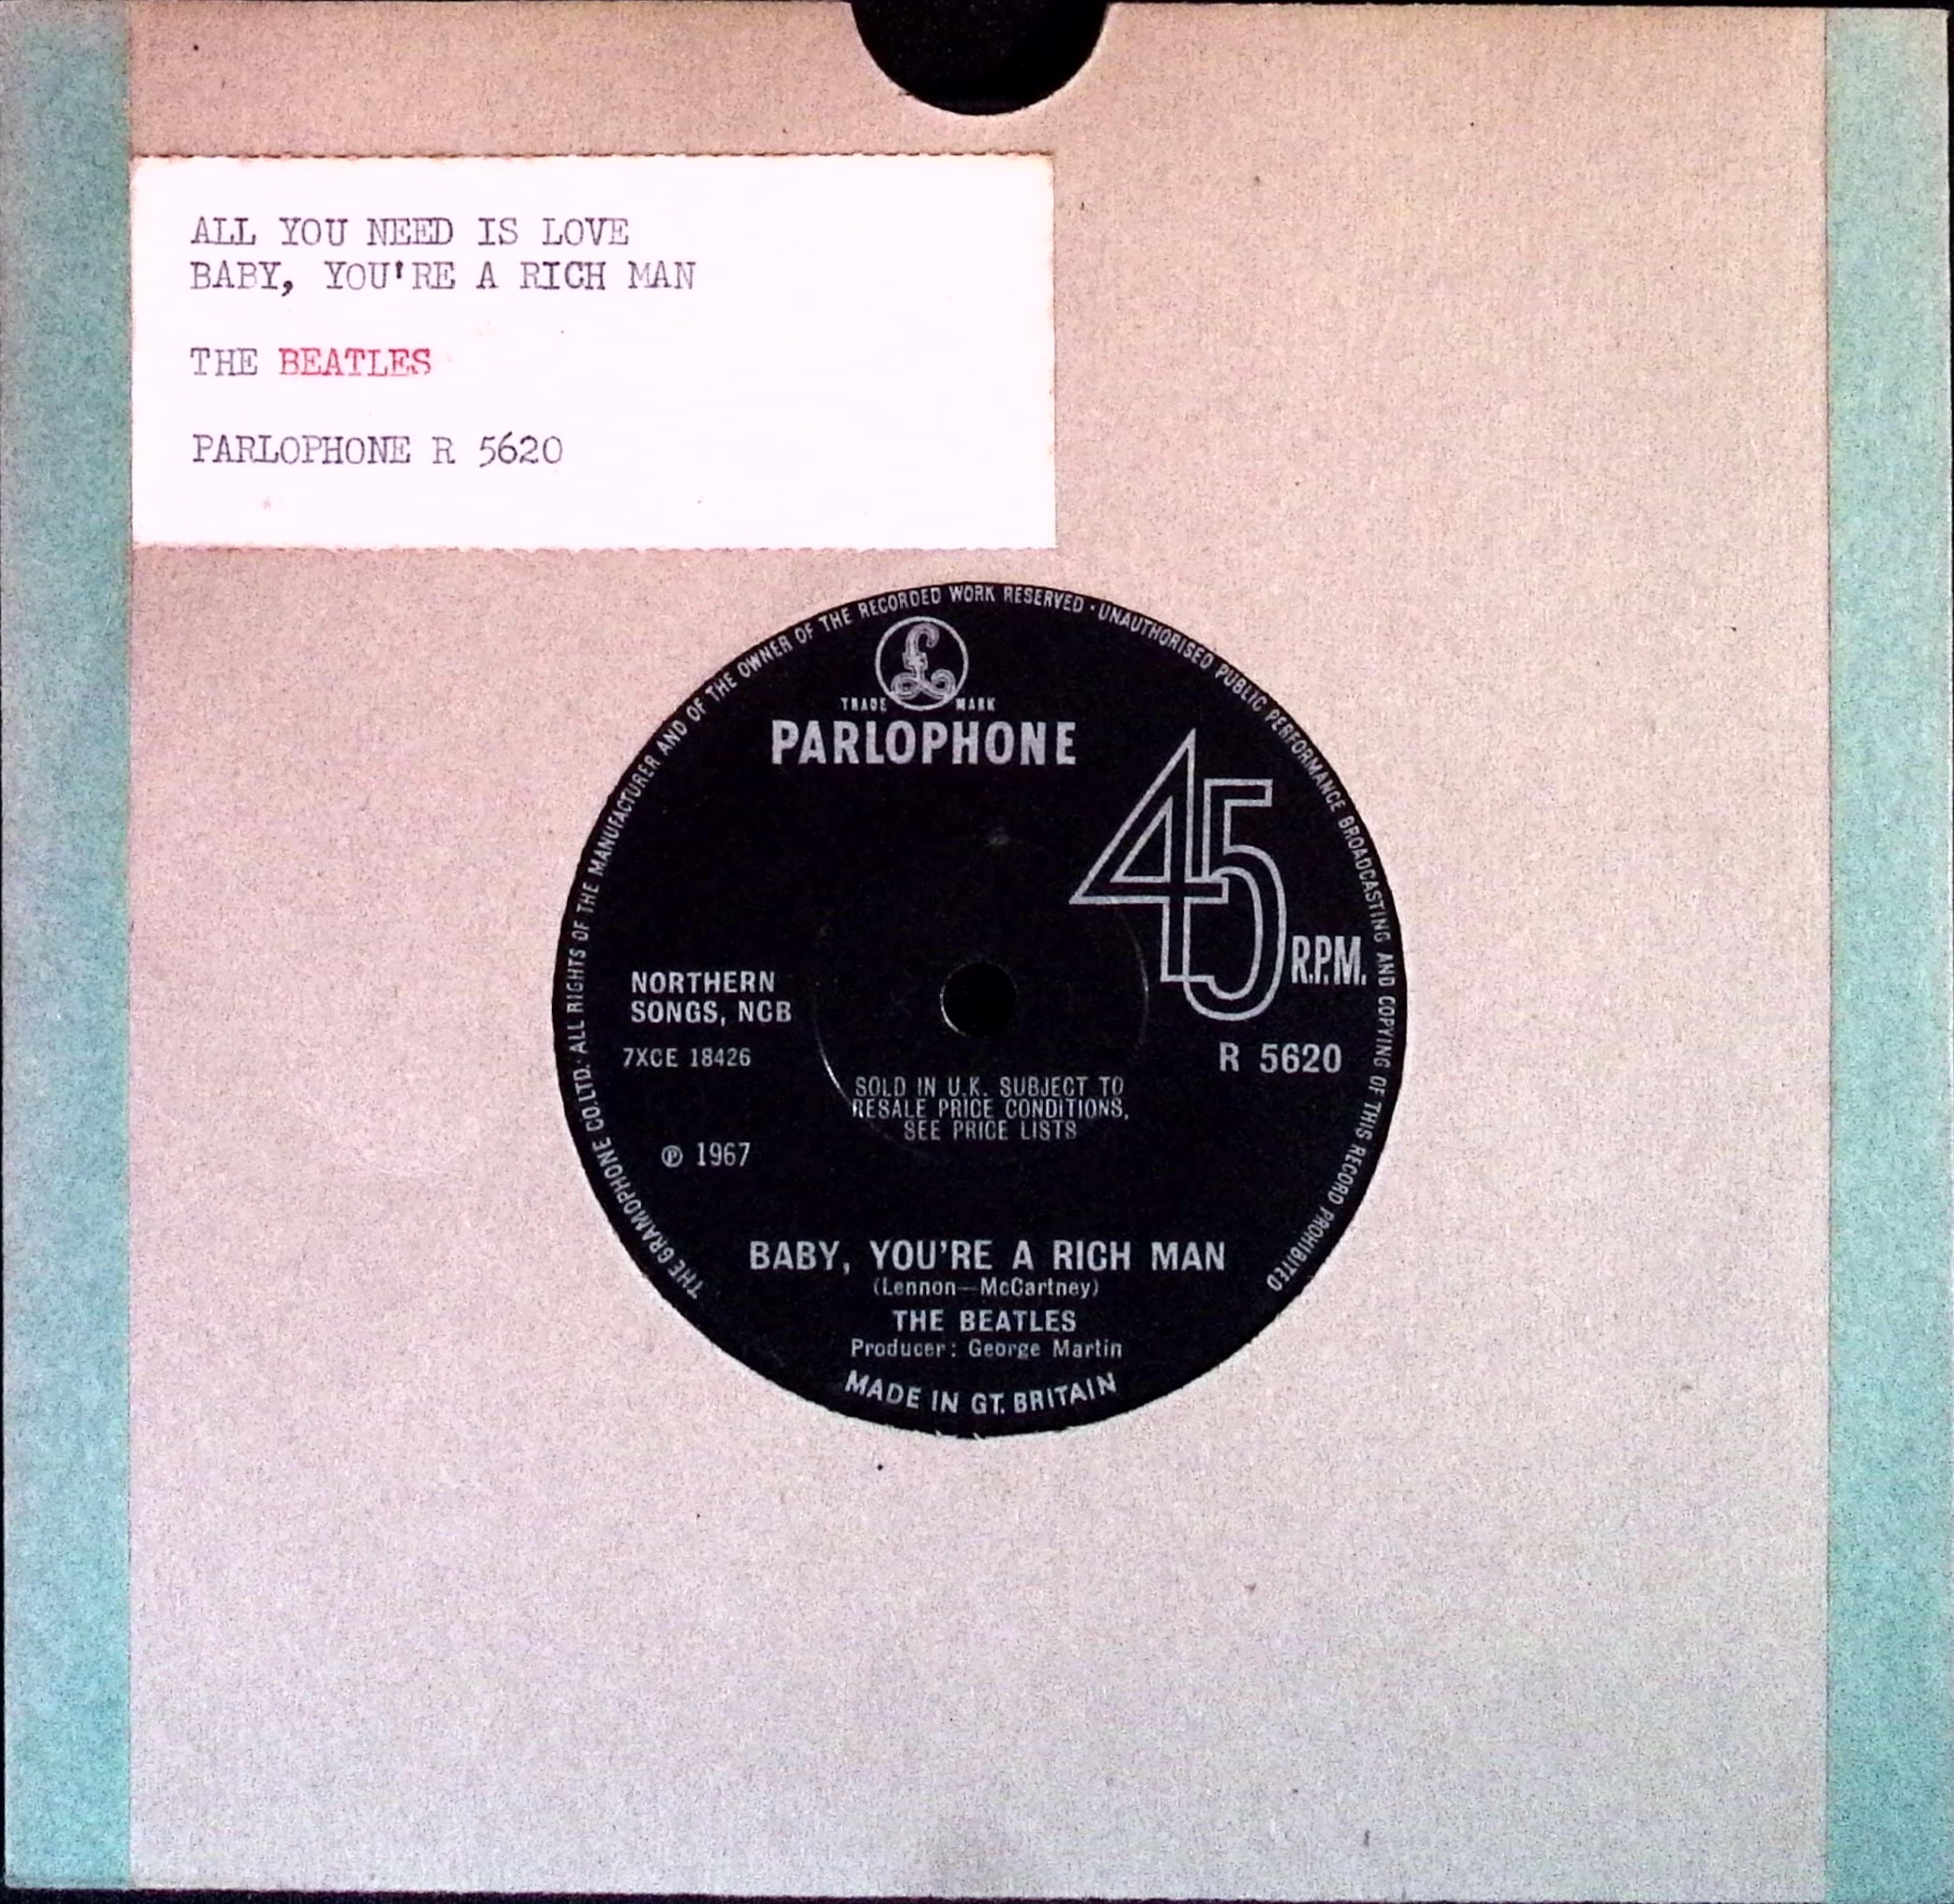 ALL YOU NEED IS LOVE
BABY, YOU'RE A RICH MAN
THE BEATLES
PARLOPHONE R 5620
THE GRAMOPHONE CO. LTD. · ALL RIGHTS OF THE MANUFACTURER AND OF THE OWNER OF THE RECORDED WORK RESERVED · UNAUTHORISED PUBLIC PERFORMANCE BROADCASTING AND COPYING OF THIS RECORD PROHIBITED
£
TRADE MARK
PARLOPHONE
45
R.P.M.
NORTHERN
SONGS, NCB
7XCE 18426
R 5620
SOLD IN U.K. SUBJECT TO
RESALE PRICE CONDITIONS,
SEE PRICE LISTS
℗ 1967
BABY, YOU'RE A RICH MAN
(Lennon—McCartney)
THE BEATLES
Producer: George Martin
MADE IN GT. BRITAIN